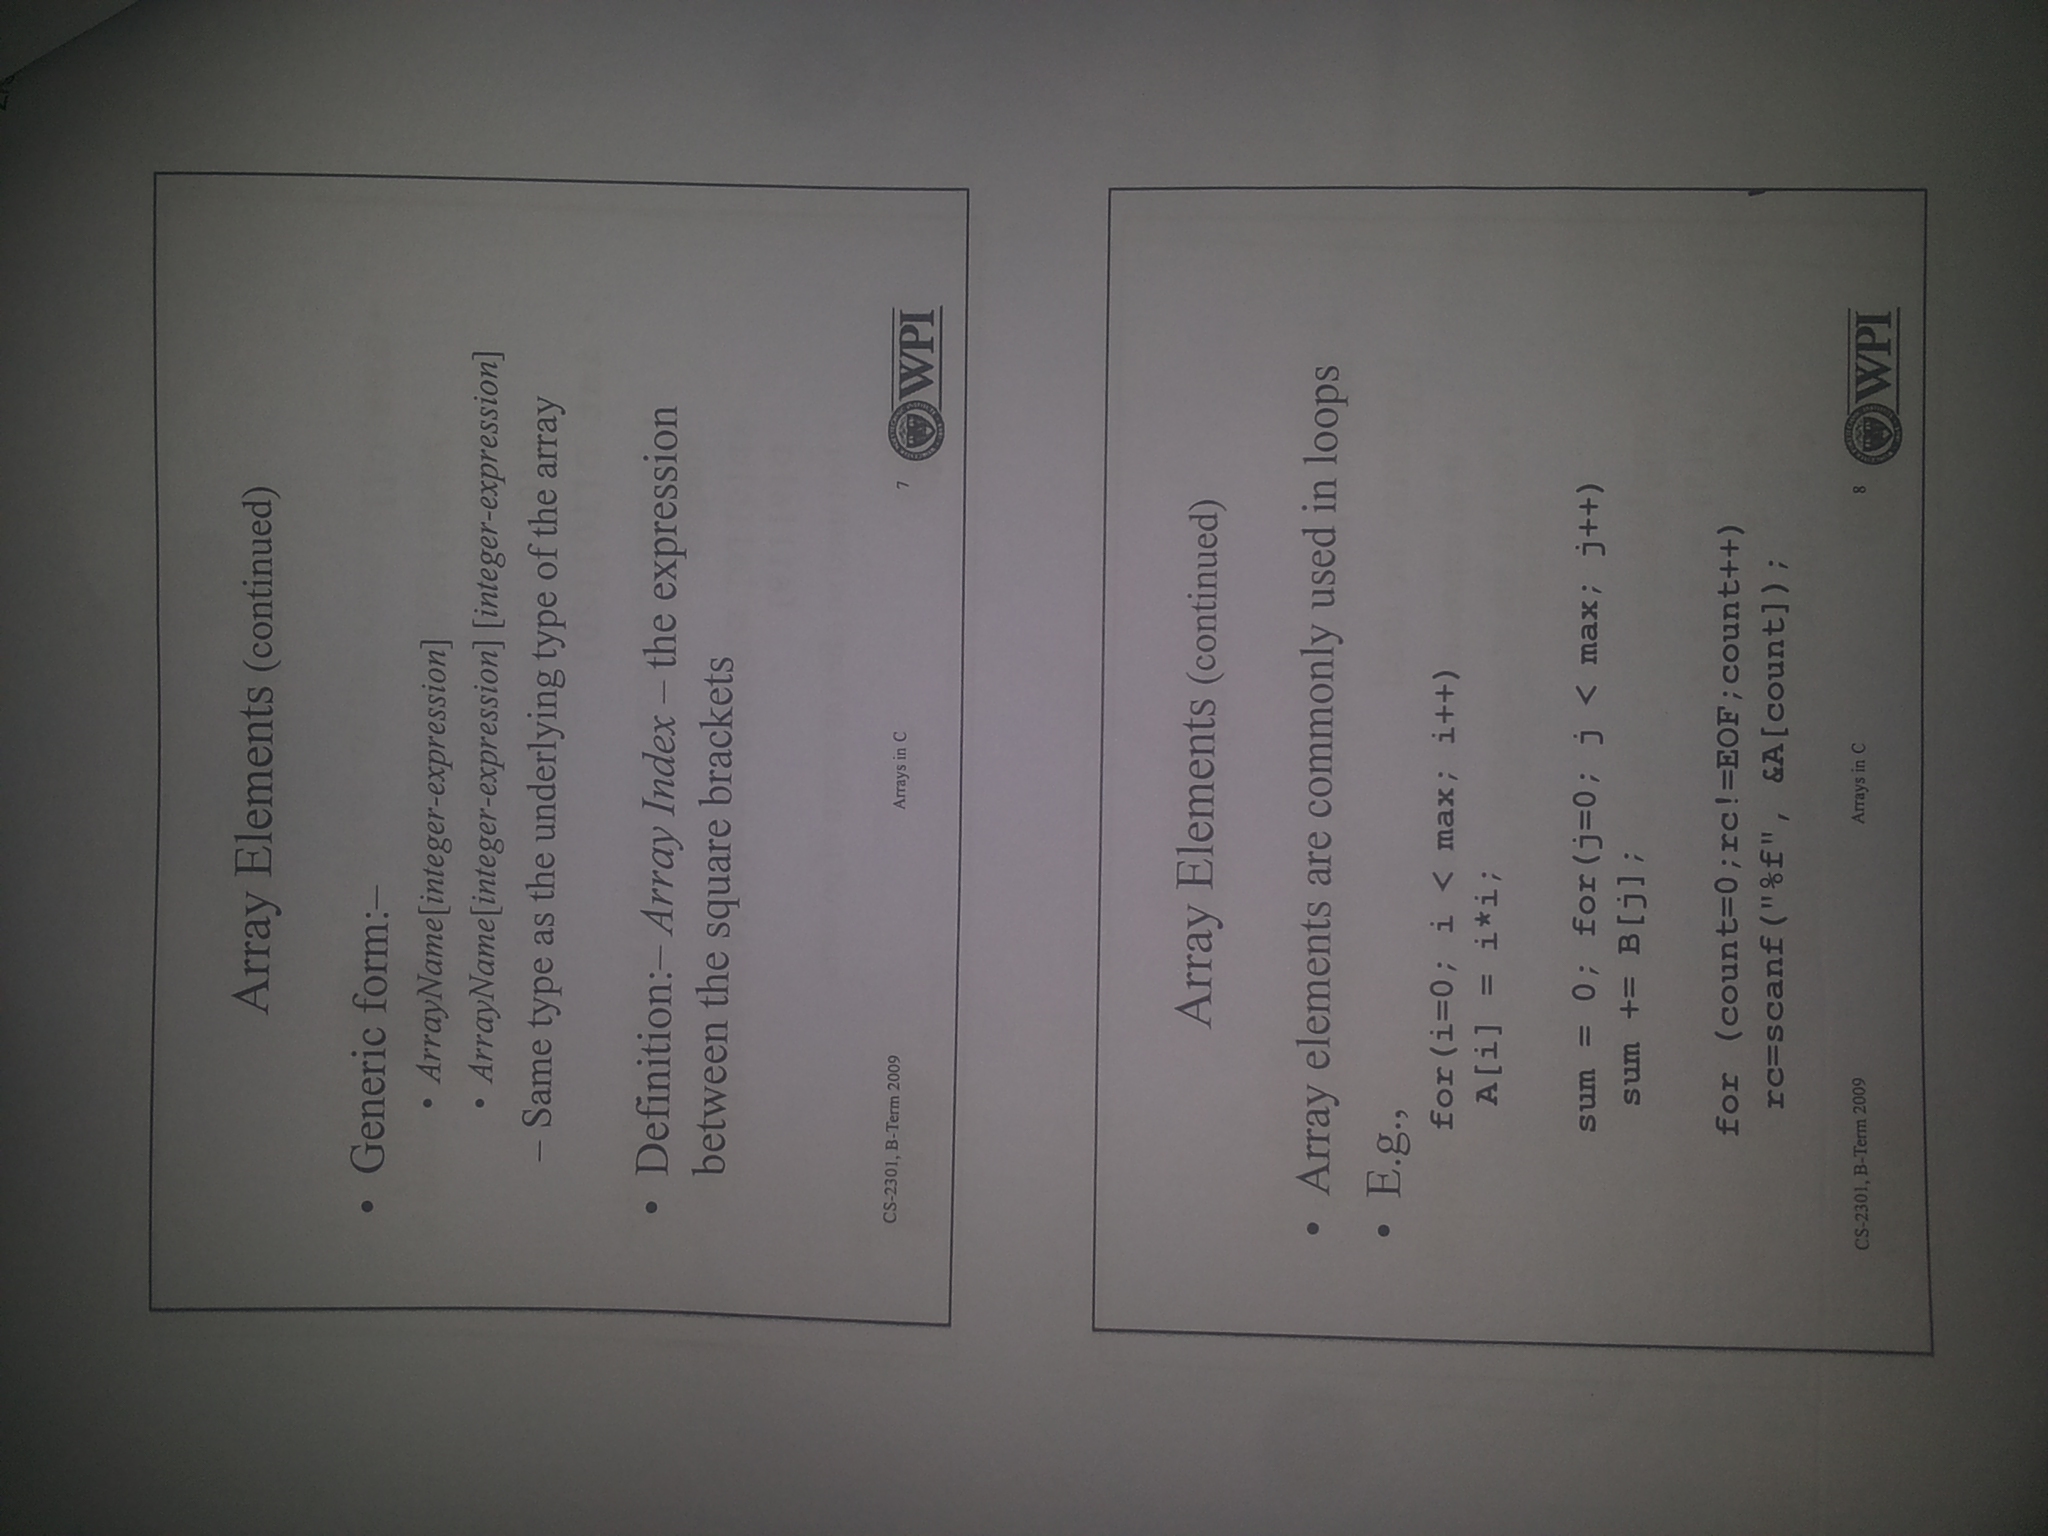 Array Elements (continued)
• Generic form:–
• ArrayName[integer-expression]
• ArrayName[integer-expression] [integer-expression]
– Same type as the underlying type of the array
• Definition:– Array Index – the expression
between the square brackets
CS-2301, B-Term 2009 Arrays in C 7 WPI
Array Elements (continued)
• Array elements are commonly used in loops
• E.g.,
for(i=0; i < max; i++)
A[i] = i*i;
sum = 0; for(j=0; j < max; j++)
sum += B[j];
for (count=0;rc!=EOF;count++)
rc=scanf("%f", &A[count]);
CS-2301, B-Term 2009 Arrays in C 8 WPI